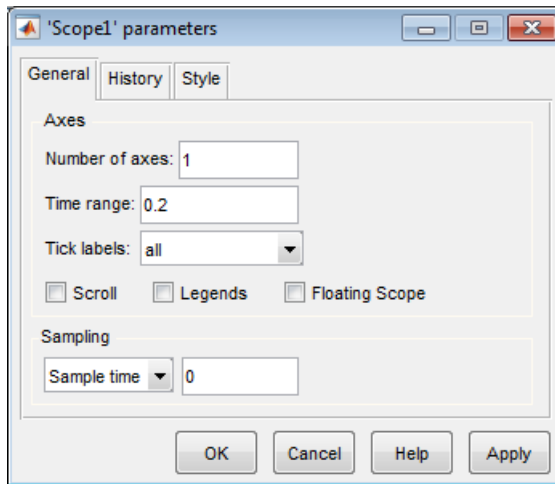 'Scope1' parameters
General History Style
Axes
Number of axes: 1
Time range: 0.2
Tick labels: all
Scroll Legends Floating Scope
Sampling
Sample time 0
OK Cancel Help Apply